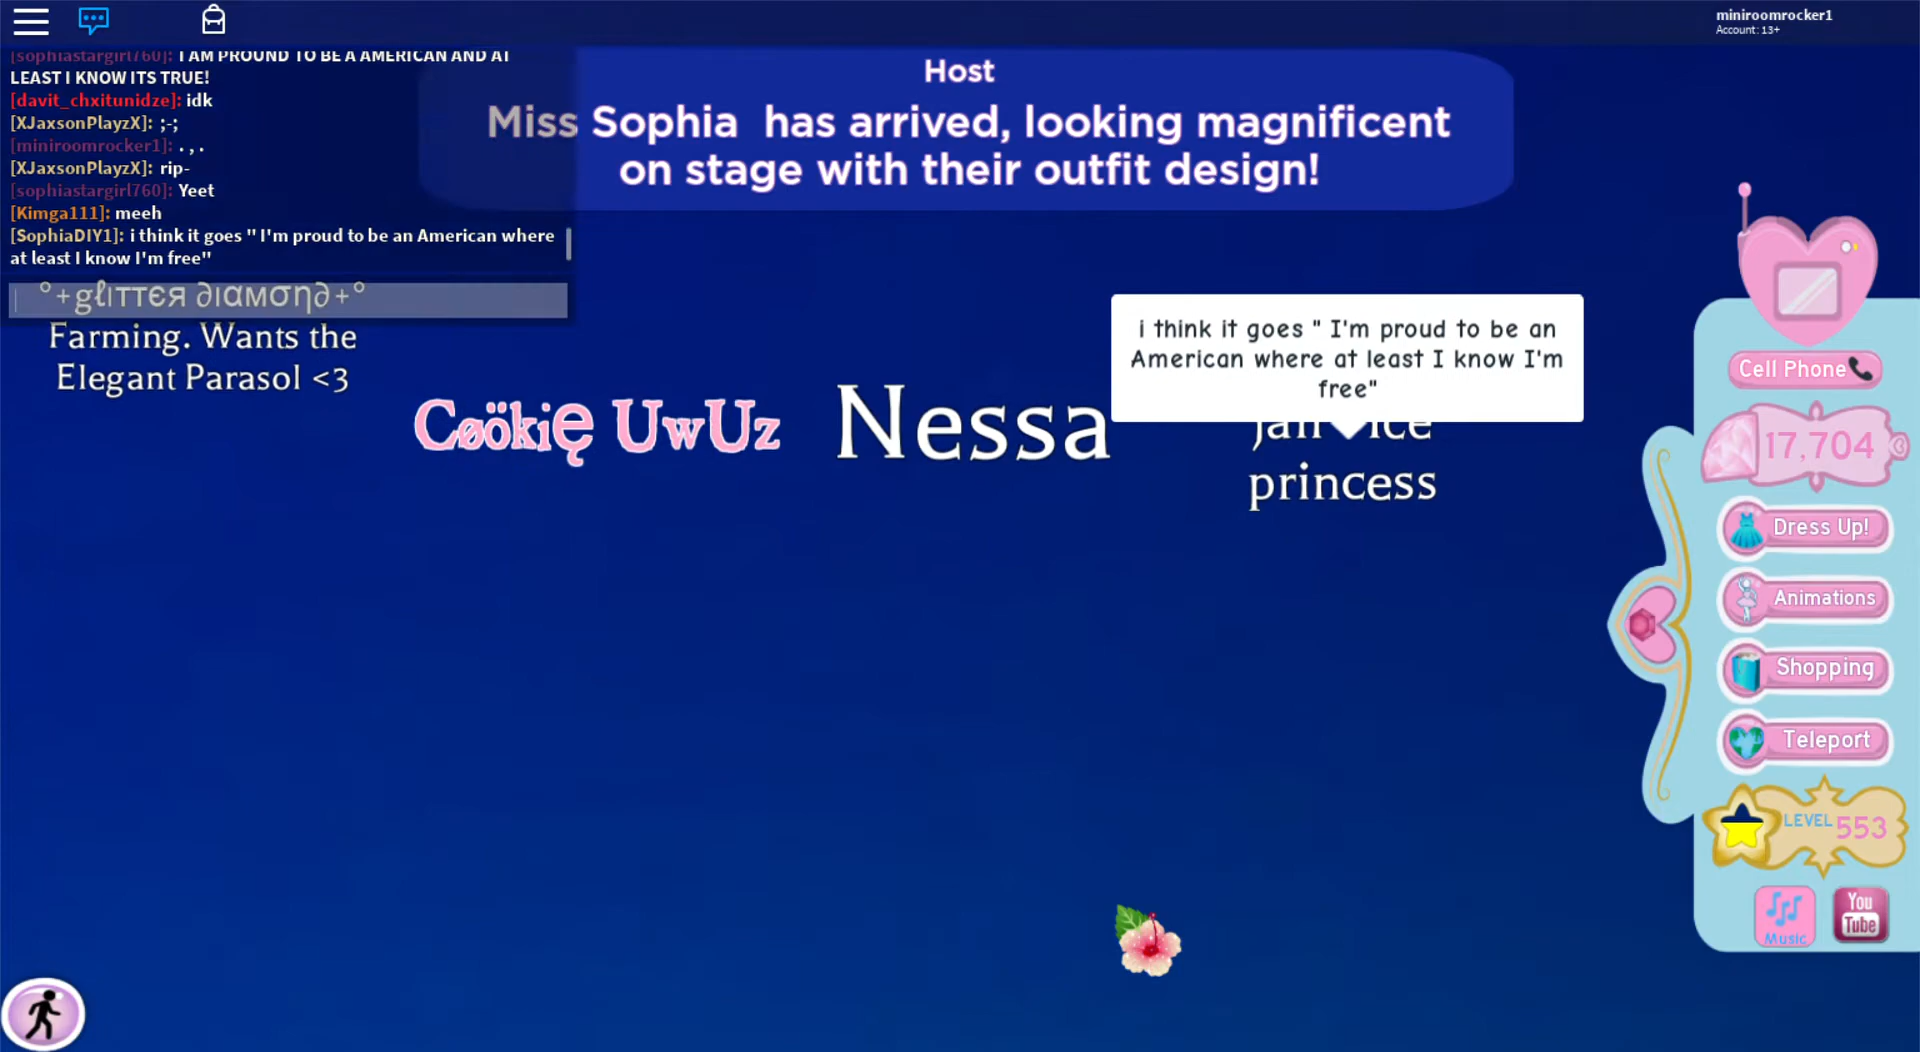 miniroomrocker1
Account: 13+
[sophiastargirl760]: I AM PROUND TO BE A AMERICAN AND AT
LEAST I KNOW ITS TRUE!
[davit_chxitunidze]: idk
[XJaxsonPlayzX]: ;-;
[miniroomrocker1]: . , .
[XJaxsonPlayzX]: rip-
[sophiastargirl760]: Yeet
[Kimga111]: meeh
[SophiaDIY1]: i think it goes " I'm proud to be an American where
at least I know I'm free"
Host
Miss Sophia has arrived, looking magnificent
on stage with their outfit design!
°+gℓιттєя ∂ιαмση∂+°
Farming. Wants the
Elegant Parasol <3
Cøökię UwUz
Nessa
i think it goes " I'm proud to be an
American where at least I know I'm
free"
princess
Cell Phone
17,704
Dress Up!
Animations
Shopping
Teleport
LEVEL 553
Music
You
Tube